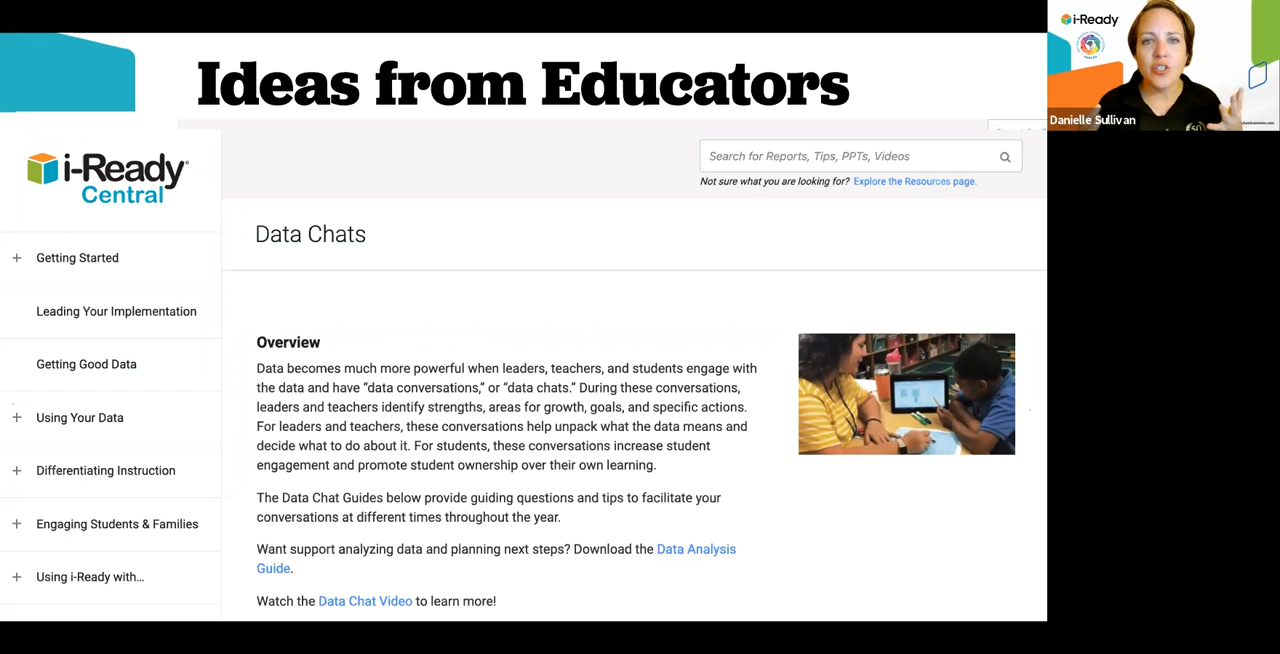 Ideas from Educators
i-Ready
Danielle Sullivan
i-Ready®
Central
Search for Reports, Tips, PPTs, Videos
Not sure what you are looking for? Explore the Resources page.
Getting Started
Leading Your Implementation
Getting Good Data
Using Your Data
Differentiating Instruction
Engaging Students & Families
Using i-Ready with...
Data Chats
Overview
Data becomes much more powerful when leaders, teachers, and students engage with
the data and have “data conversations,” or “data chats.” During these conversations,
leaders and teachers identify strengths, areas for growth, goals, and specific actions.
For leaders and teachers, these conversations help unpack what the data means and
decide what to do about it. For students, these conversations increase student
engagement and promote student ownership over their own learning.
The Data Chat Guides below provide guiding questions and tips to facilitate your
conversations at different times throughout the year.
Want support analyzing data and planning next steps? Download the Data Analysis
Guide.
Watch the Data Chat Video to learn more!